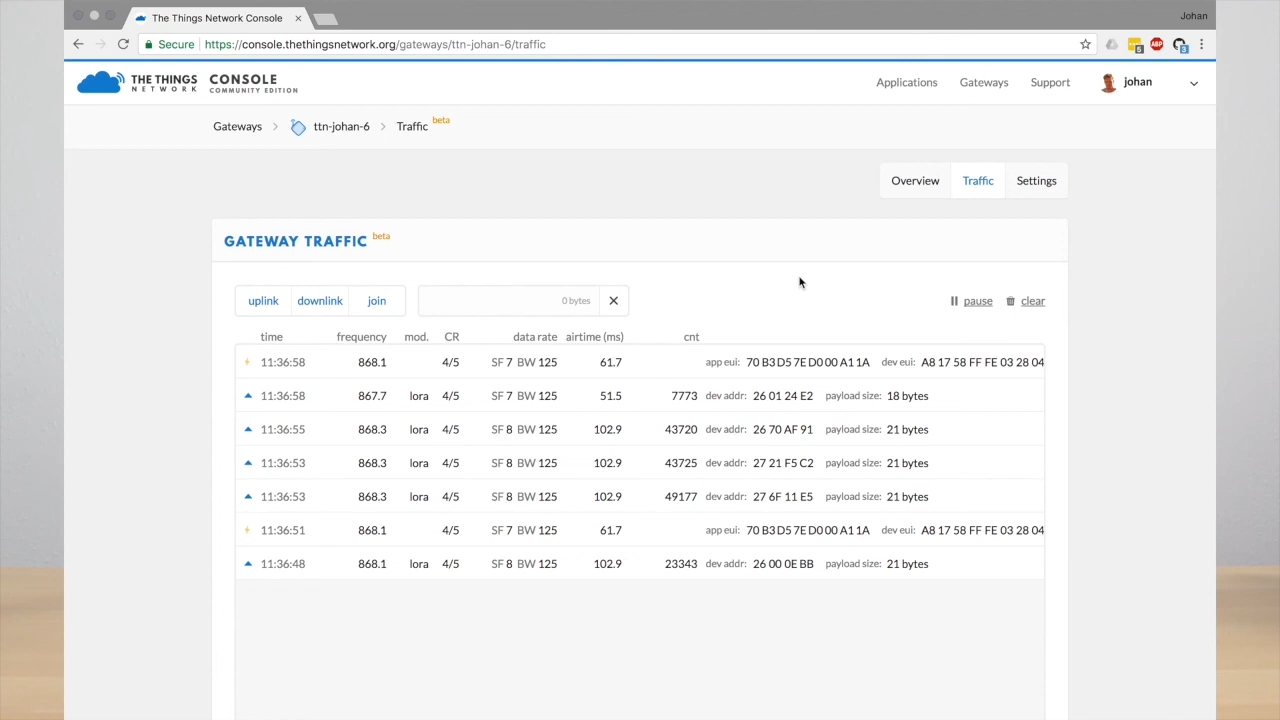 The Things Network Console
Johan
Secure https://console.thethingsnetwork.org/gateways/ttn-johan-6/traffic
5 ABP 3
THE THINGS NETWORK CONSOLE COMMUNITY EDITION
Applications Gateways Support johan
Gateways ttn-johan-6 Traffic beta
Overview Traffic Settings
GATEWAY TRAFFIC beta
uplink downlink join 0 bytes pause clear
time frequency mod. CR data rate airtime (ms) cnt
11:36:58 868.1 4/5 SF 7 BW 125 61.7 app eui: 70 B3 D5 7E D0 00 A1 1A dev eui: A8 17 58 FF FE 03 28 04
11:36:58 867.7 lora 4/5 SF 7 BW 125 51.5 7773 dev addr: 26 01 24 E2 payload size: 18 bytes
11:36:55 868.3 lora 4/5 SF 8 BW 125 102.9 43720 dev addr: 26 70 AF 91 payload size: 21 bytes
11:36:53 868.3 lora 4/5 SF 8 BW 125 102.9 43725 dev addr: 27 21 F5 C2 payload size: 21 bytes
11:36:53 868.3 lora 4/5 SF 8 BW 125 102.9 49177 dev addr: 27 6F 11 E5 payload size: 21 bytes
11:36:51 868.1 4/5 SF 7 BW 125 61.7 app eui: 70 B3 D5 7E D0 00 A1 1A dev eui: A8 17 58 FF FE 03 28 04
11:36:48 868.1 lora 4/5 SF 8 BW 125 102.9 23343 dev addr: 26 00 0E BB payload size: 21 bytes